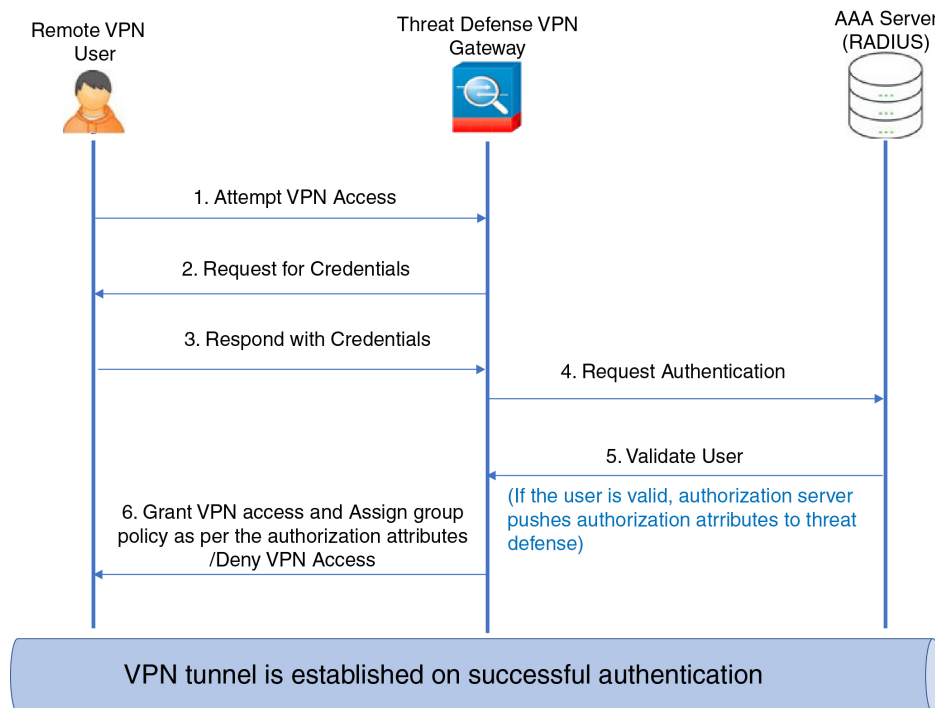 Remote VPN
User
Threat Defense VPN
Gateway
AAA Server
(RADIUS)
1. Attempt VPN Access
2. Request for Credentials
3. Respond with Credentials
4. Request Authentication
5. Validate User
(If the user is valid, authorization server
pushes authorization atrributes to threat
defense)
6. Grant VPN access and Assign group
policy as per the authorization attributes
/Deny VPN Access
VPN tunnel is established on successful authentication